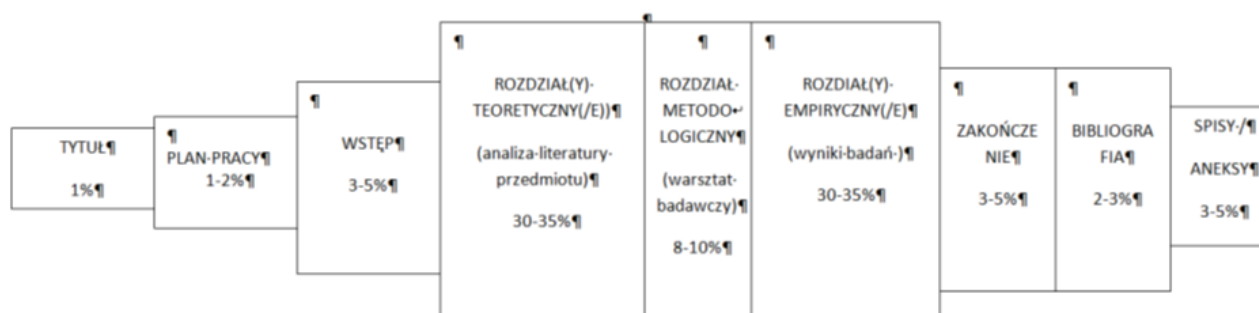 ¶
TYTUŁ¶
1%¶
¶
PLAN-PRACY¶
1-2%¶
¶
WSTĘP¶
3-5%¶
¶
ROZDZIAŁ(Y)-
TEORETYCZNY(/E))¶
(analiza·literatury·
przedmiotu)¶
30-35%¶
¶
ROZDZIAŁ·
METODO↵
LOGICZNY¶
(warsztat·
badawczy)¶
8-10%¶
¶
ROZDIAŁ(Y)-
EMPIRYCZNY(/E)¶
(wyniki·badań·)¶
30-35%¶
¶
ZAKOŃCZE
NIE¶
3-5%¶
¶
BIBLIOGRA
FIA¶
2-3%¶
SPISY·/¶
ANEKSY¶
3-5%¶